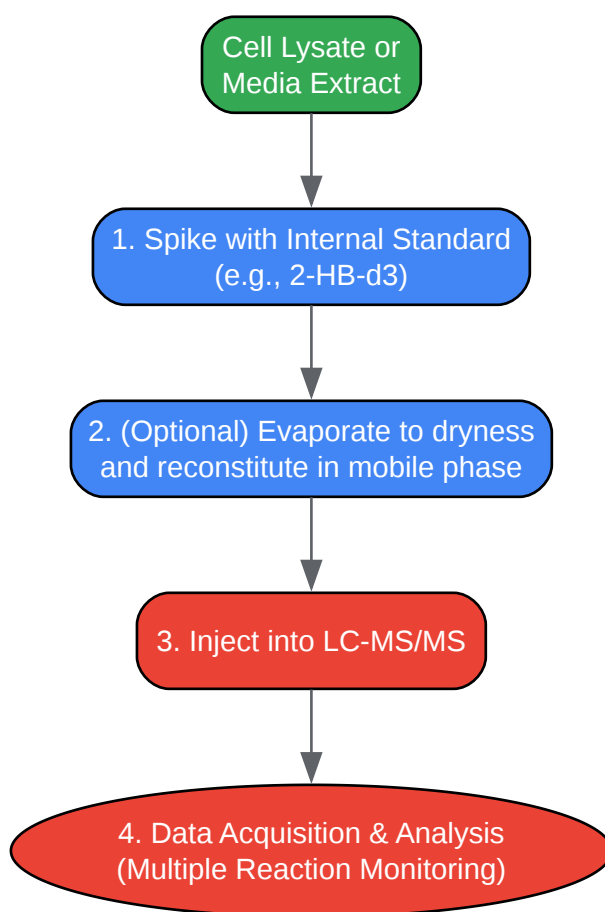 Cell Lysate or
Media Extract
1. Spike with Internal Standard
(e.g., 2-HB-d3)
2. (Optional) Evaporate to dryness
and reconstitute in mobile phase
3. Inject into LC-MS/MS
4. Data Acquisition & Analysis
(Multiple Reaction Monitoring)